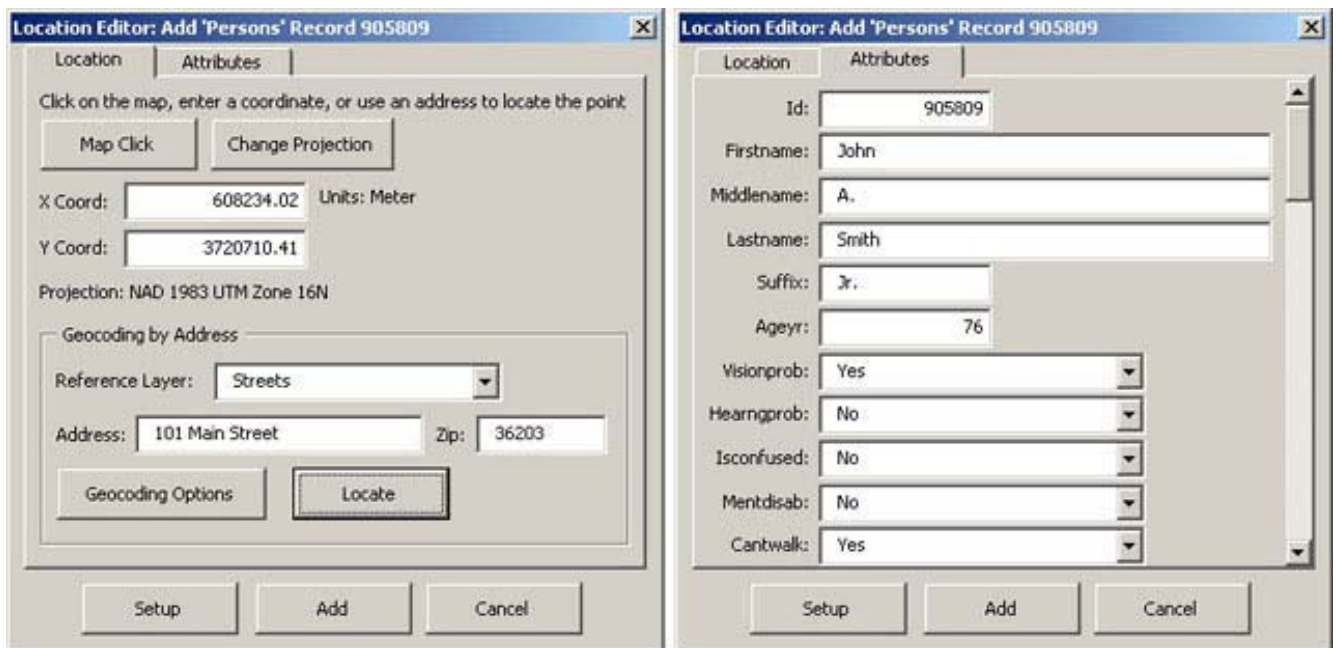 Location Editor: Add 'Persons' Record 905809
Location Attributes
Click on the map, enter a coordinate, or use an address to locate the point
Map Click Change Projection
X Coord: 608234.02 Units: Meter
Y Coord: 3720710.41
Projection: NAD 1983 UTM Zone 16N
Geocoding by Address
Reference Layer: Streets
Address: 101 Main Street Zip: 36203
Geocoding Options Locate
Setup Add Cancel
Location Editor: Add 'Persons' Record 905809
Location Attributes
Id: 905809
Firstname: John
Middlename: A.
Lastname: Smith
Suffix: Jr.
Ageyr: 76
Visionprob: Yes
Hearngprob: No
Isconfused: No
Mentdisab: No
Cantwalk: Yes
Setup Add Cancel